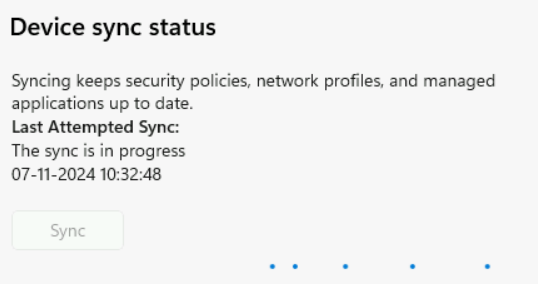 Device sync status
Syncing keeps security policies, network profiles, and managed
applications up to date.
Last Attempted Sync:
The sync is in progress
07-11-2024 10:32:48
Sync